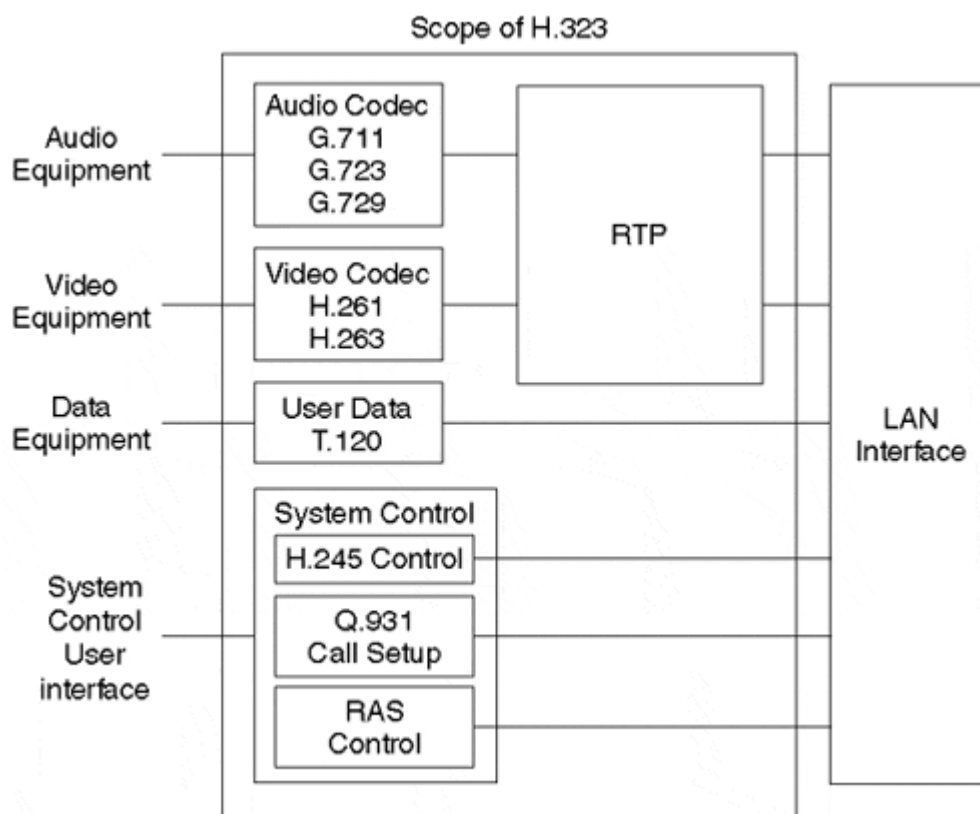 Scope of H.323
Audio
Equipment
Audio Codec
G.711
G.723
G.729
RTP
Video
Equipment
Video Codec
H.261
H.263
Data
Equipment
User Data
T.120
LAN
Interface
System
Control
User
interface
System Control
H.245 Control
Q.931
Call Setup
RAS
Control